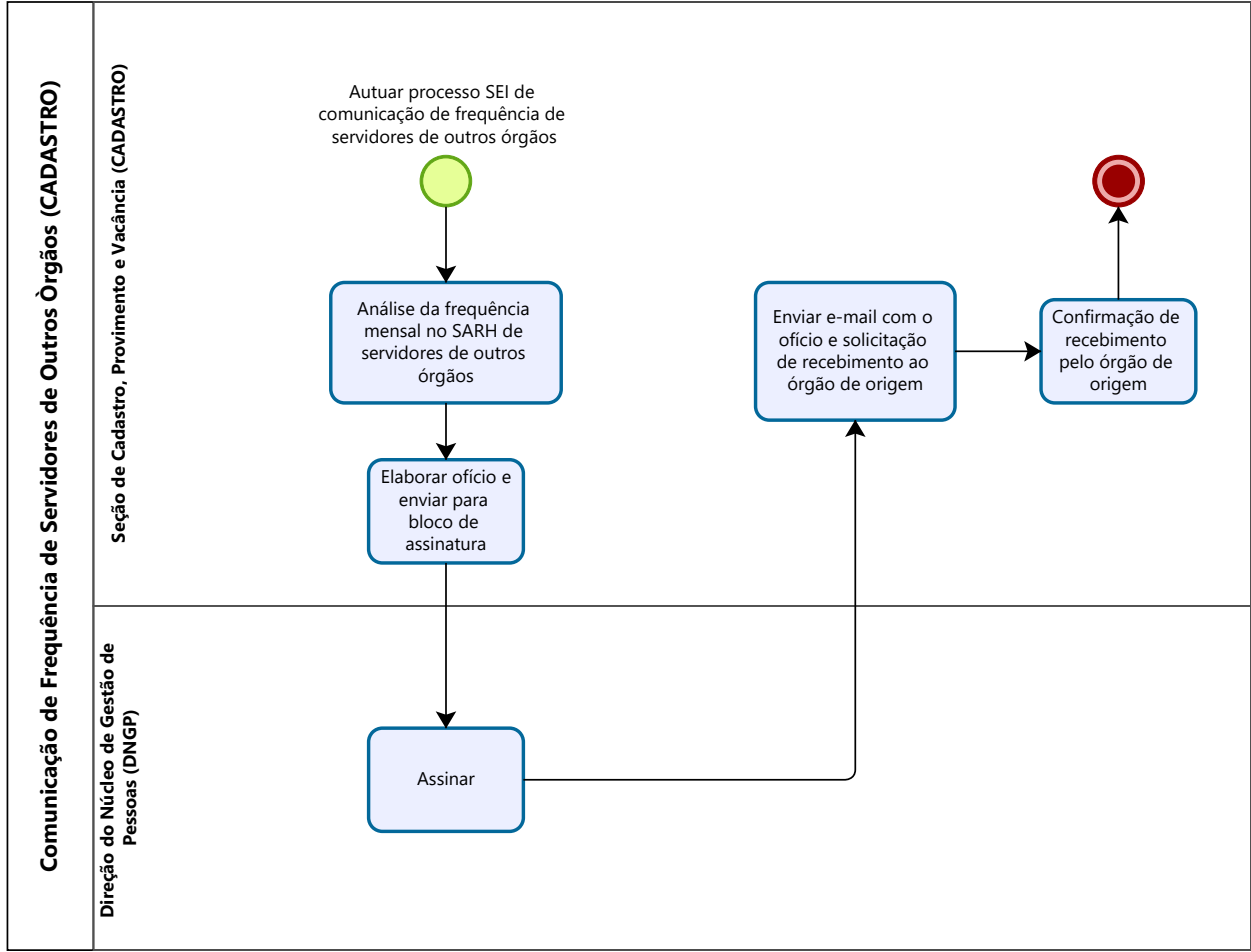 Comunicação de Frequência de Servidores de Outros Òrgãos (CADASTRO)
Seção de Cadastro, Provimento e Vacância (CADASTRO)
Autuar processo SEI de
comunicação de frequência de
servidores de outros órgãos
Análise da frequência
mensal no SARH de
servidores de outros
órgãos
Elaborar ofício e
enviar para
bloco de
assinatura
Enviar e-mail com o
ofício e solicitação
de recebimento ao
órgão de origem
Confirmação de
recebimento
pelo órgão de
origem
Direção do Núcleo de Gestão de
Pessoas (DNGP)
Assinar